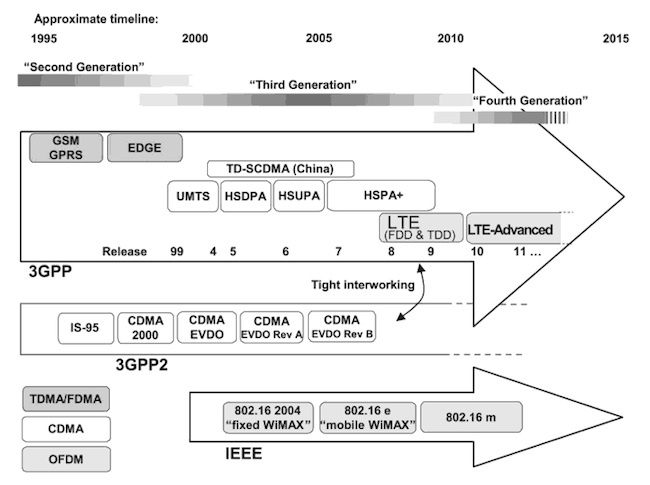 Approximate timeline:
1995 2000 2005 2010 2015
“Second Generation”
“Third Generation”
“Fourth Generation”
GSM
GPRS
EDGE
TD-SCDMA (China)
UMTS HSDPA HSUPA HSPA+
LTE
(FDD & TDD)
LTE-Advanced
Release 99 4 5 6 7 8 9 10 11 ...
3GPP
Tight interworking
IS-95
CDMA
2000
CDMA
EVDO
CDMA
EVDO Rev A
CDMA
EVDO Rev B
3GPP2
TDMA/FDMA
CDMA
OFDM
802.16 2004
“fixed WiMAX”
802.16 e
“mobile WiMAX”
802.16 m
IEEE